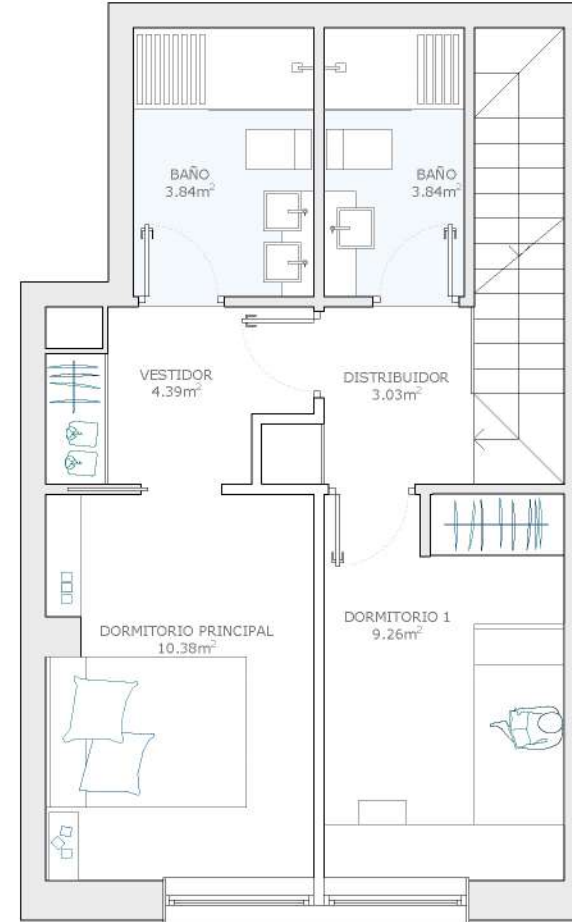 BAÑO
3.84m²
BAÑO
3.84m²
VESTIDOR
4.39m²
DISTRIBUIDOR
3.03m²
DORMITORIO PRINCIPAL
10.38m²
DORMITORIO 1
9.26m²